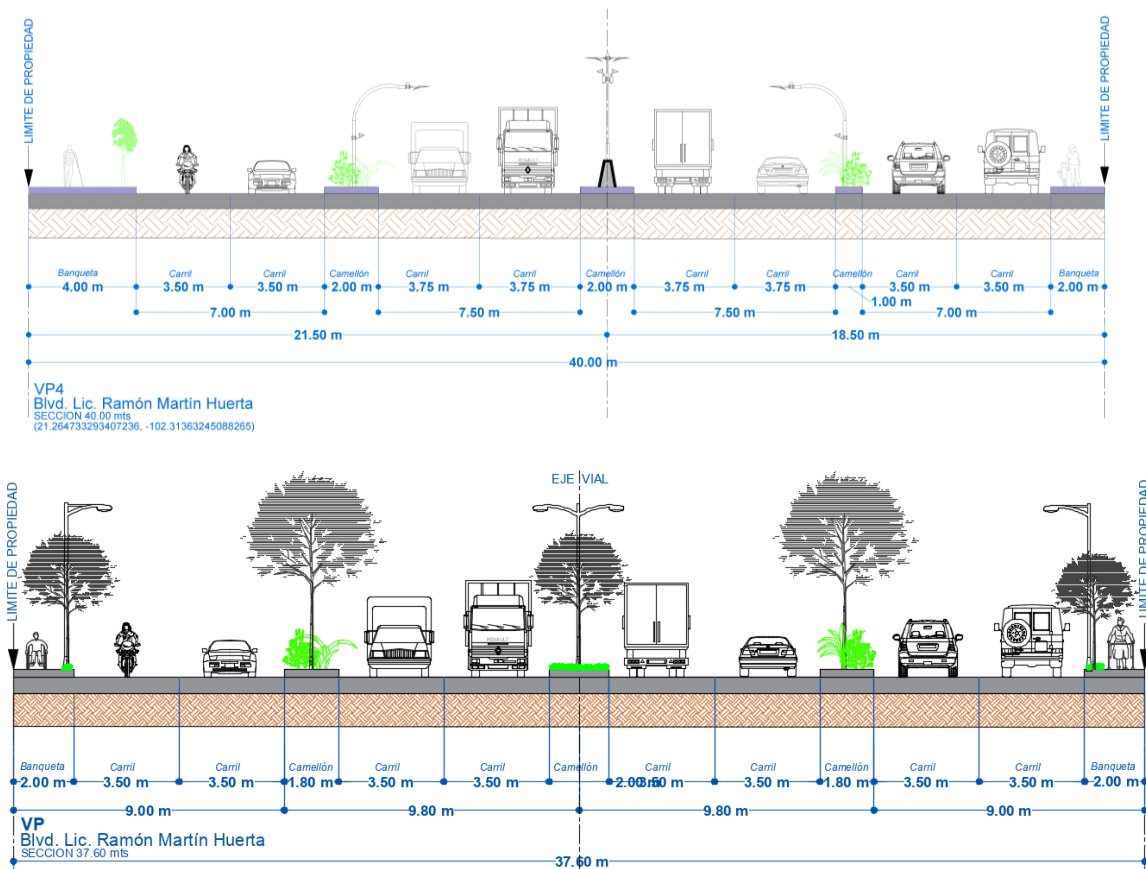 LIMITE DE PROPIEDAD
LIMITE DE PROPIEDAD
RENAULT
Banqueta Carril Carril Camellón Carril Carril Camellón Carril Carril Camellón Carril Carril Banqueta
4.00 m 3.50 m 3.50 m 2.00 m 3.75 m 3.75 m 2.00 m 3.75 m 3.75 m 1.00 m 3.50 m 3.50 m 2.00 m
7.00 m 7.50 m 7.50 m 7.00 m
21.50 m 18.50 m
40.00 m
VP4
Blvd. Lic. Ramón Martín Huerta
SECCION 40.00 mts
(21.264733293407236, -102.31363245088265)
EJE VIAL
LIMITE DE PROPIEDAD
LIMITE DE PROPIEDAD
RENAULT
Banqueta Carril Carril Camellón Carril Carril Camellón Carril Carril Camellón Carril Carril Banqueta
2.00 m 3.50 m 3.50 m 1.80 m 3.50 m 3.50 m 2.00 m 3.50 m 3.50 m 1.80 m 3.50 m 3.50 m 2.00 m
9.00 m 9.80 m 9.80 m 9.00 m
VP
Blvd. Lic. Ramón Martín Huerta
SECCION 37.60 mts
37.60 m